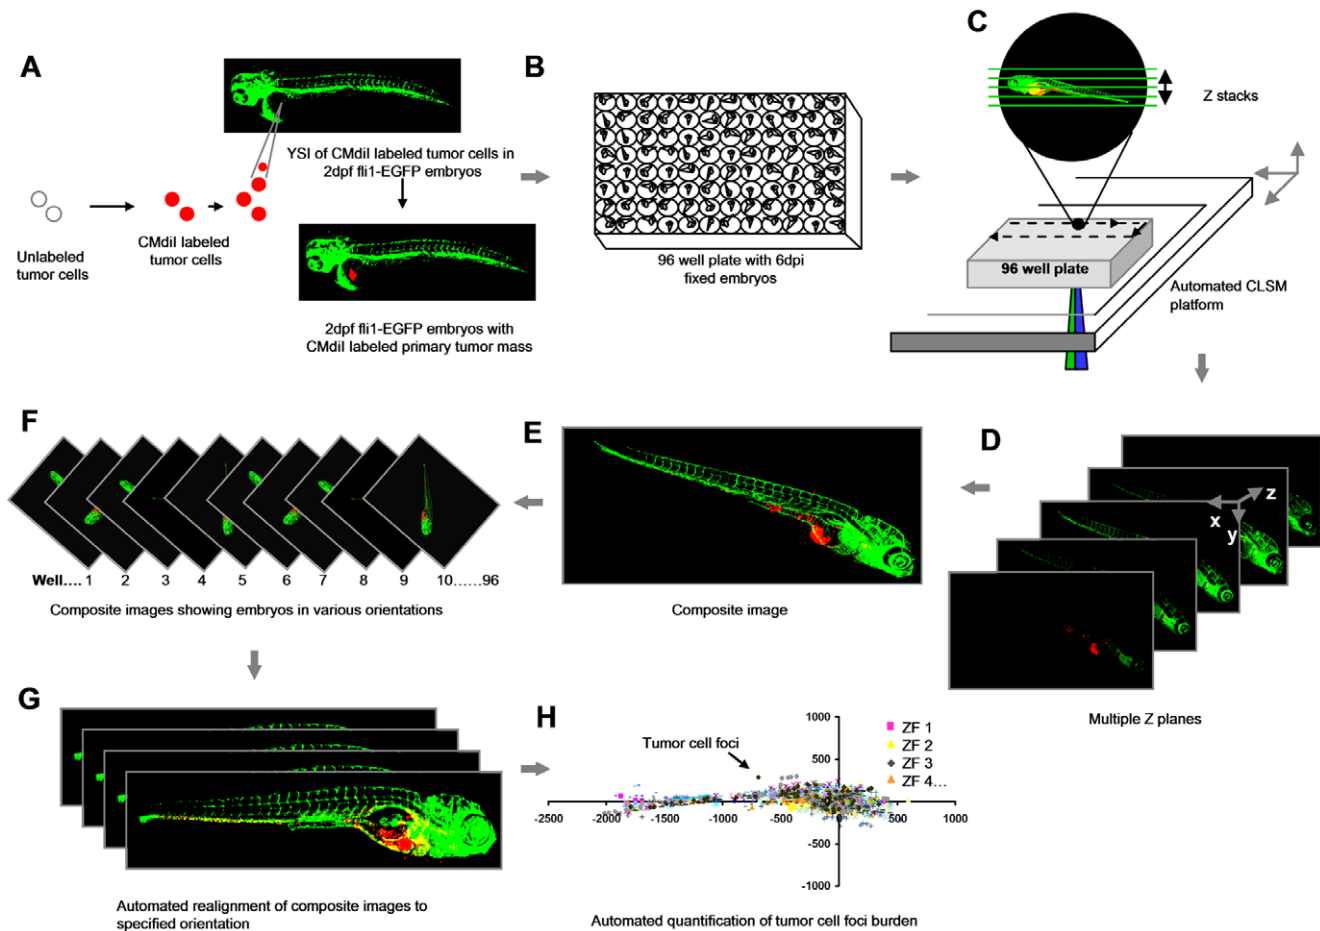 A
YSI of CMdiI labeled tumor cells in
2dpf fli1-EGFP embryos
Unlabeled
tumor cells
CMdiI labeled
tumor cells
2dpf fli1-EGFP embryos with
CMdiI labeled primary tumor mass
B
96 well plate with 6dpi
fixed embryos
C
Z stacks
96 well plate
Automated CLSM
platform
F
Well.... 1 2 3 4 5 6 7 8 9 10......96
Composite images showing embryos in various orientations
E
Composite image
D
z
x
y
Multiple Z planes
G
Automated realignment of composite images to
specified orientation
H
Tumor cell foci
1000
500
-500
-1000
-2500 -2000 -1500 -1000 -500 0 500 1000
ZF 1
ZF 2
ZF 3
ZF 4...
Automated quantification of tumor cell foci burden